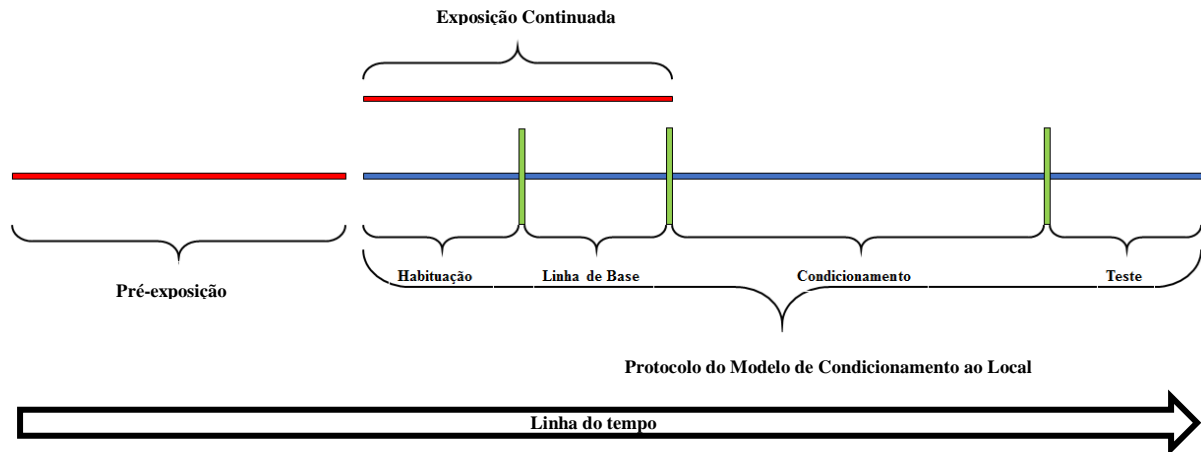 Exposição Continuada
Pré-exposição
Habituação
Linha de Base
Condicionamento
Teste
Protocolo do Modelo de Condicionamento ao Local
Linha do tempo